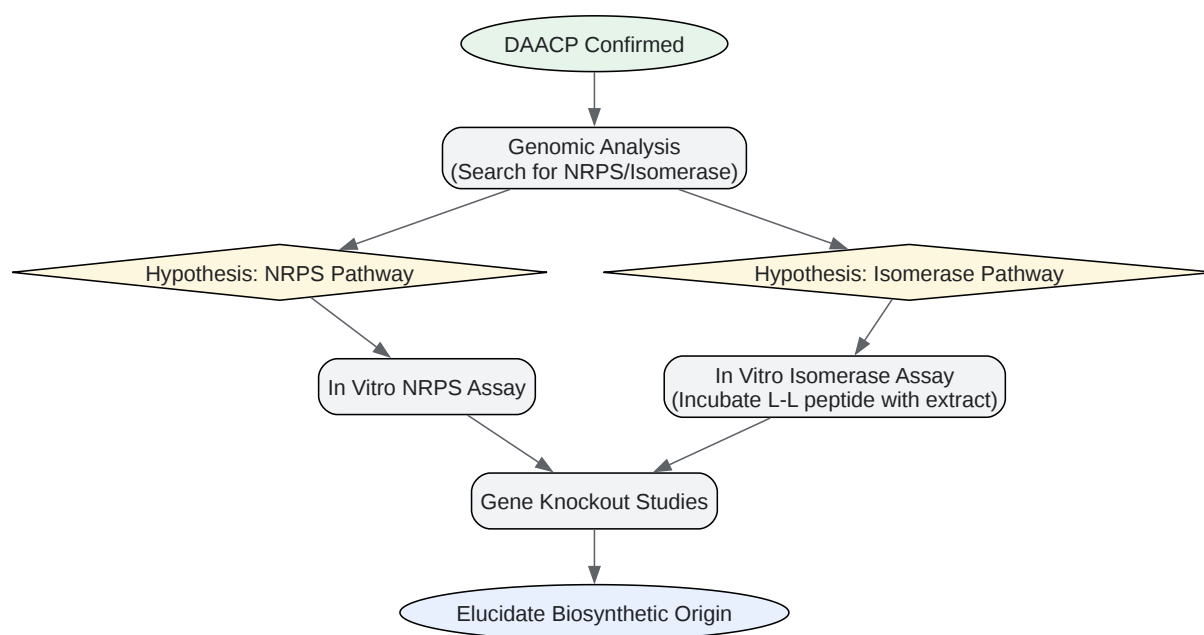 DAACP Confirmed
Genomic Analysis
(Search for NRPS/Isomerase)
Hypothesis: NRPS Pathway
Hypothesis: Isomerase Pathway
In Vitro NRPS Assay
In Vitro Isomerase Assay
(Incubate L-L peptide with extract)
Gene Knockout Studies
Elucidate Biosynthetic Origin